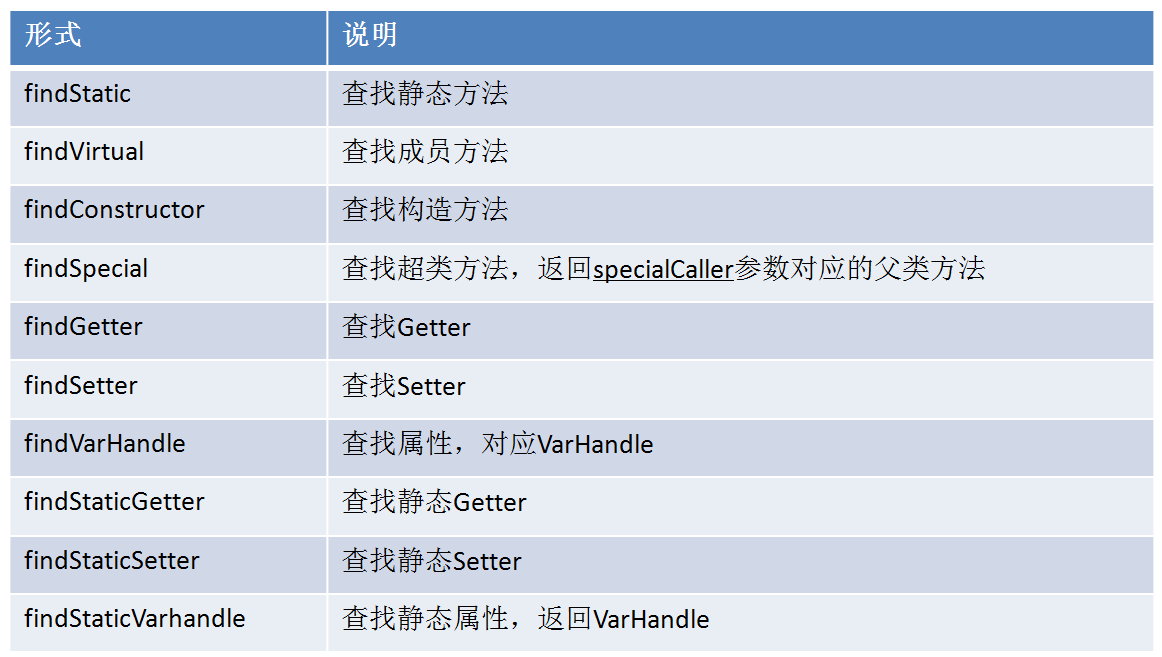 形式 说明
findStatic 查找静态方法
findVirtual 查找成员方法
findConstructor 查找构造方法
findSpecial 查找超类方法，返回specialCaller参数对应的父类方法
findGetter 查找Getter
findSetter 查找Setter
findVarHandle 查找属性，对应VarHandle
findStaticGetter 查找静态Getter
findStaticSetter 查找静态Setter
findStaticVarhandle 查找静态属性，返回VarHandle